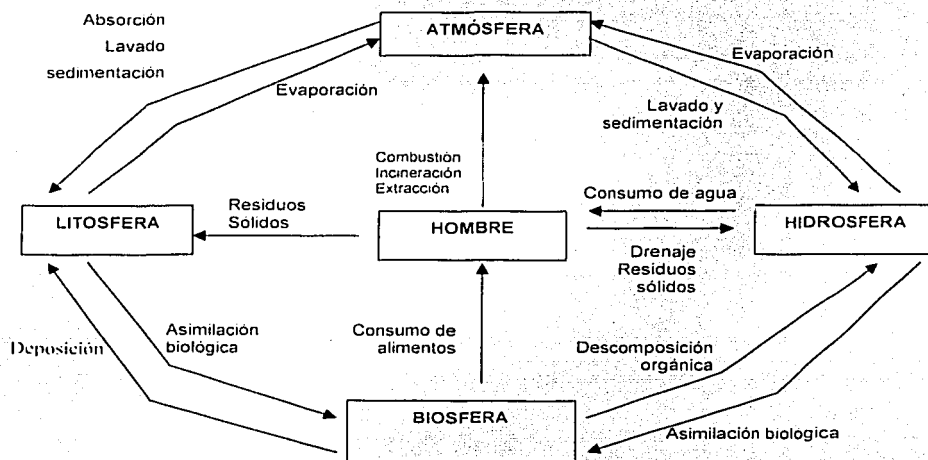 Absorción
Lavado
sedimentación
ATMÓSFERA
Evaporación
Evaporación
Lavado y
sedimentación
Combustión
Incineración
Extracción
Consumo de agua
LITOSFERA
Residuos
Sólidos
HOMBRE
HIDRÓSFERA
Drenaje
Residuos
sólidos
Deposición
Asimilación
biológica
Consumo de
alimentos
Descomposición
orgánica
BIOSFERA
Asimilación biológica